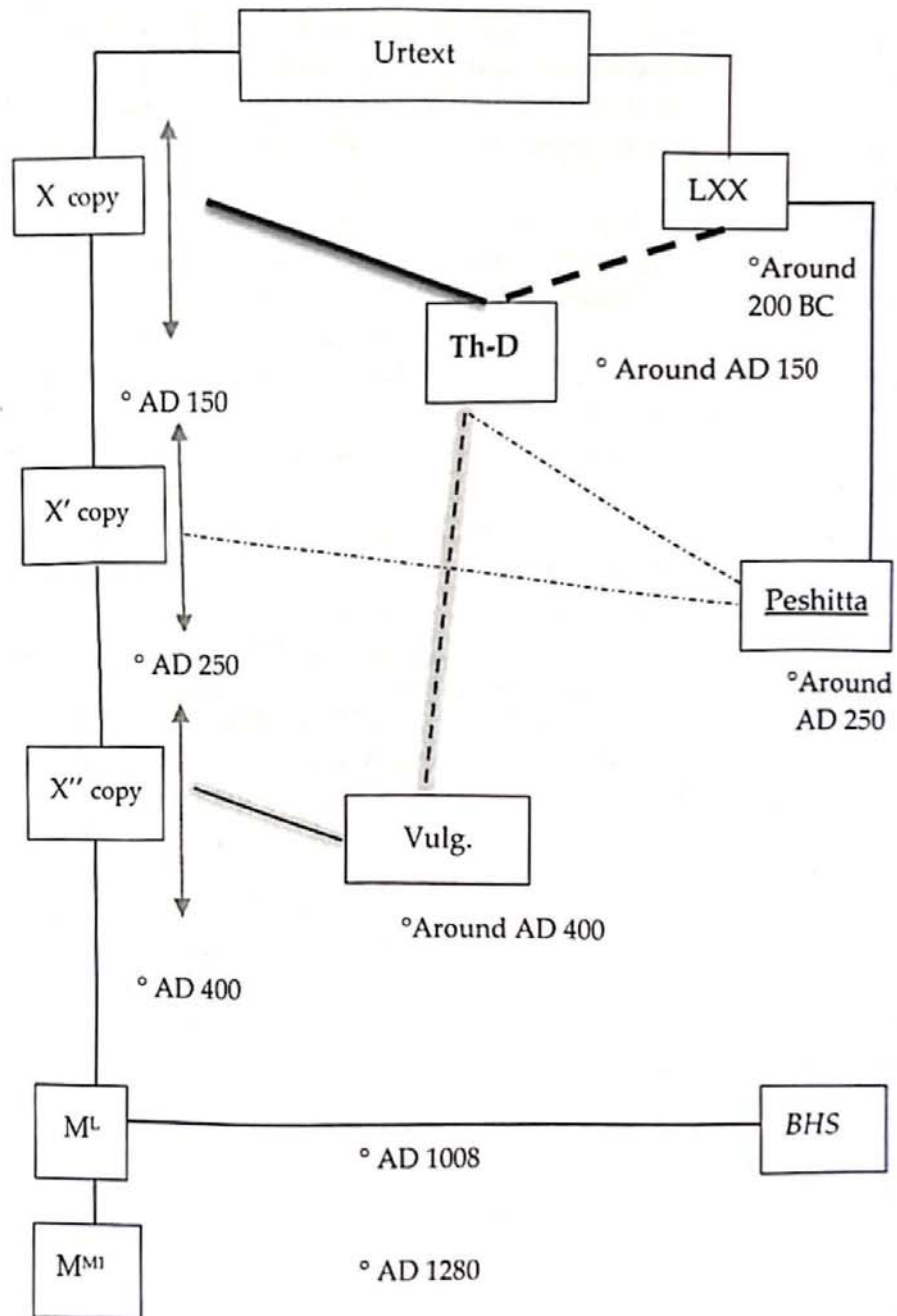 Urtext
X copy
LXX
°Around
200 BC
Th-D
° Around AD 150
° AD 150
X' copy
Peshitta
° AD 250
°Around
AD 250
X'' copy
Vulg.
°Around AD 400
° AD 400
Mᴸ
BHS
° AD 1008
Mᴹ¹
° AD 1280